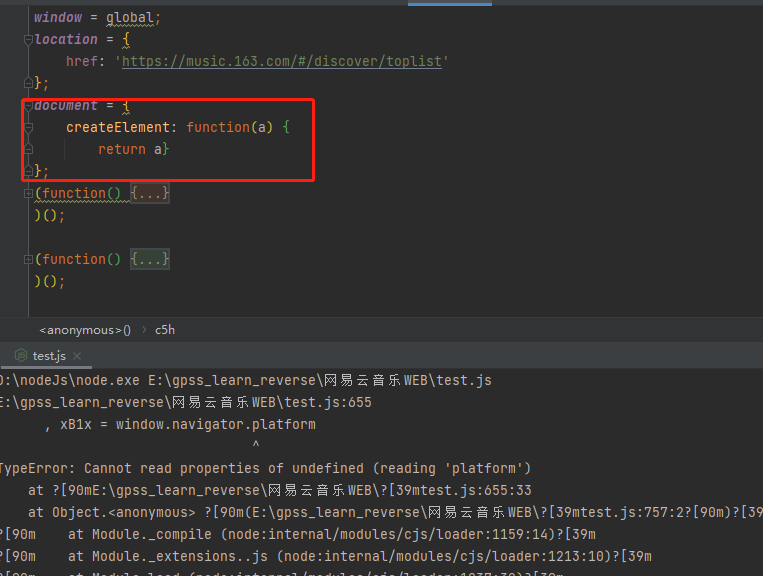 window = global;
location = {
href: 'https://music.163.com/#/discover/toplist'
};
document = {
createElement: function(a) {
return a}
};
(function() {...}
)();
(function() {...}
)();
<anonymous>() › c5h
test.js ×
D:\nodeJs\node.exe E:\gpss_learn_reverse\网易云音乐WEB\test.js
E:\gpss_learn_reverse\网易云音乐WEB\test.js:655
, xB1x = window.navigator.platform
^
TypeError: Cannot read properties of undefined (reading 'platform')
at ?[90mE:\gpss_learn_reverse\网易云音乐WEB\?[39mtest.js:655:33
at Object.<anonymous> ?[90m(E:\gpss_learn_reverse\网易云音乐WEB\?[39mtest.js:757:2?[90m)?[39
?[90m at Module._compile (node:internal/modules/cjs/loader:1159:14)?[39m
?[90m at Module._extensions..js (node:internal/modules/cjs/loader:1213:10)?[39m